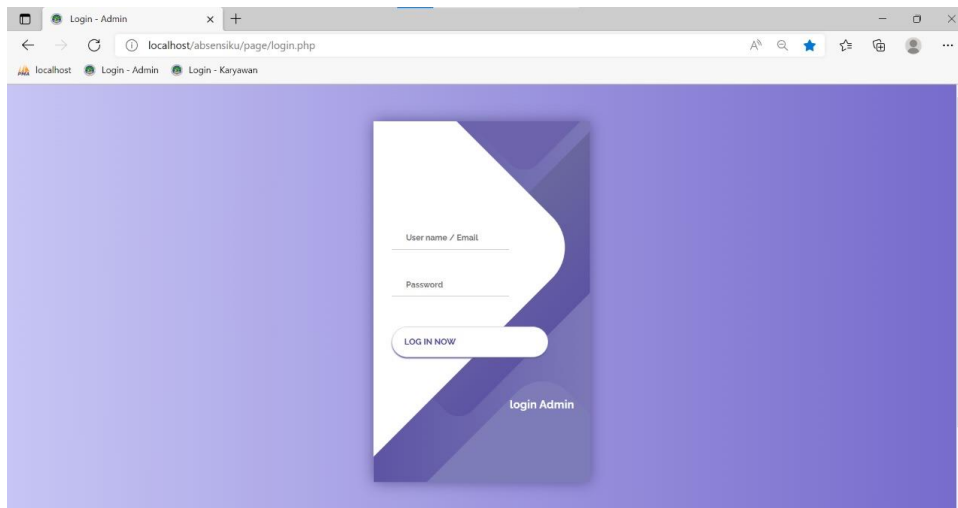 Login - Admin
localhost/absensiku/page/login.php
localhost Login - Admin Login - Karyawan
User name / Email
Password
LOG IN NOW
login Admin